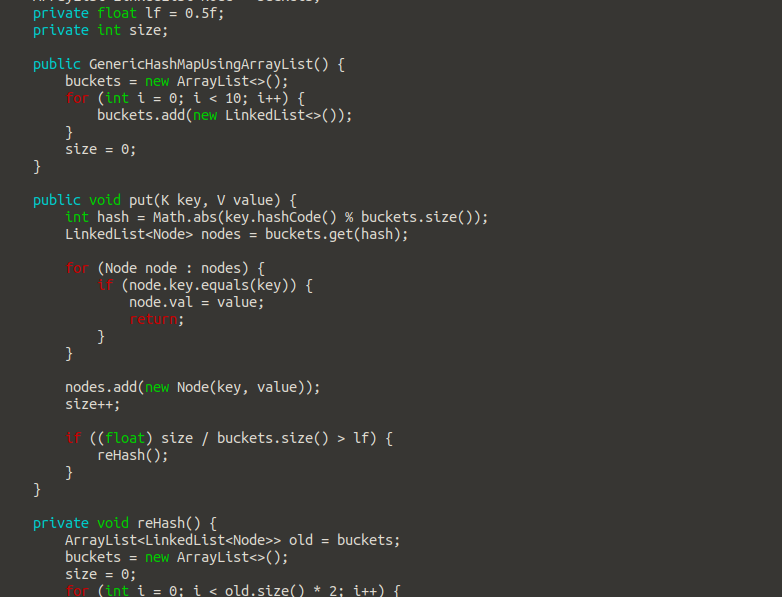 private float lf = 0.5f;
private int size;
public GenericHashMapUsingArrayList() {
buckets = new ArrayList<>();
for (int i = 0; i < 10; i++) {
buckets.add(new LinkedList<>());
}
size = 0;
}
public void put(K key, V value) {
int hash = Math.abs(key.hashCode() % buckets.size());
LinkedList<Node> nodes = buckets.get(hash);
for (Node node : nodes) {
if (node.key.equals(key)) {
node.val = value;
return;
}
}
nodes.add(new Node(key, value));
size++;
if ((float) size / buckets.size() > lf) {
reHash();
}
}
private void reHash() {
ArrayList<LinkedList<Node>> old = buckets;
buckets = new ArrayList<>();
size = 0;
for (int i = 0; i < old.size() * 2; i++) {